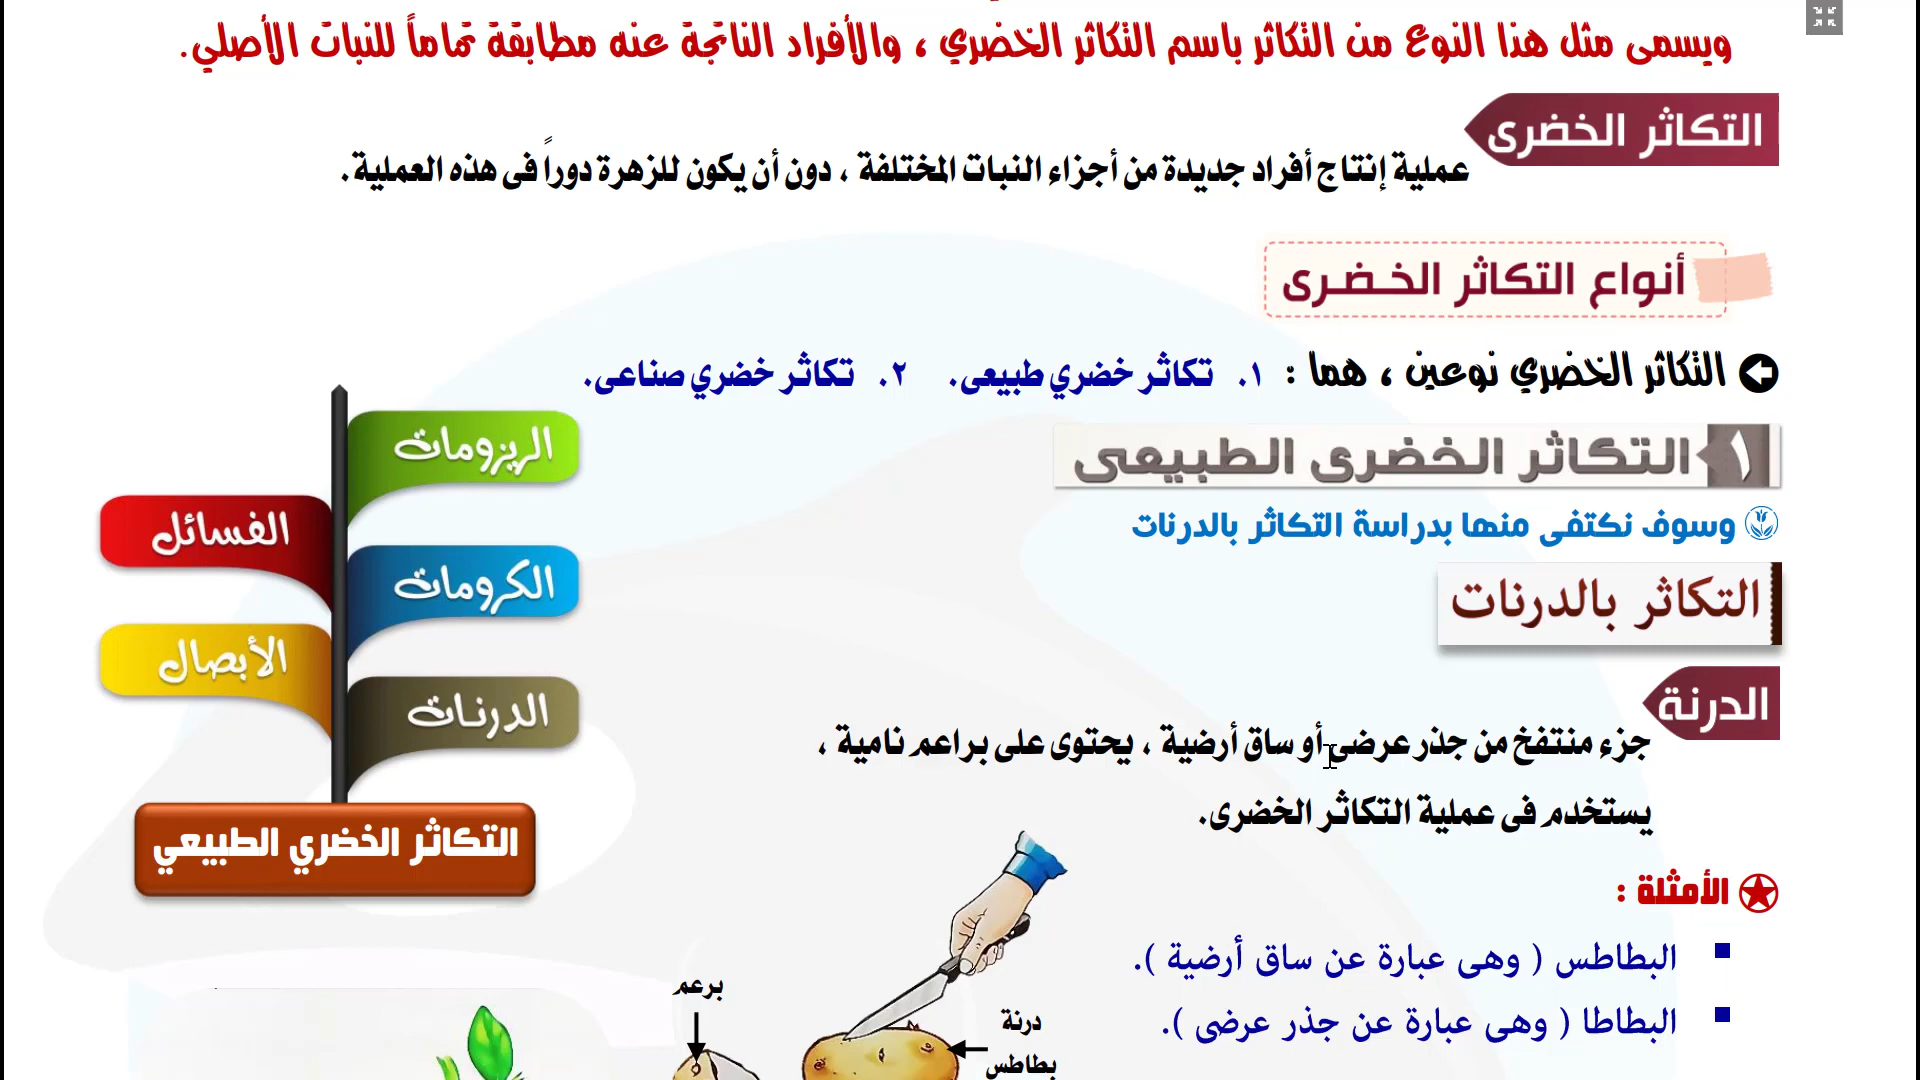 ويسمى مثل هذا النوع من التكاثر باسم التكاثر الخضري ، والأفراد الناتجة عنه مطابقة تماماً للنبات الأصلي.
التكاثر الخضرى
عملية إنتاج أفراد جديدة من أجزاء النبات المختلفة ، دون أن يكون للزهرة دوراً فى هذه العملية.
أنواع التكاثر الخضرى
التكاثر الخضري نوعين ، هما : ١. تكاثر خضري طبيعى. ٢. تكاثر خضري صناعى.
١ التكاثر الخضرى الطبيعى
وسوف نكتفى منها بدراسة التكاثر بالدرنات
التكاثر بالدرنات
الدرنة
جزء منتفخ من جذر عرضى أو ساق أرضية ، يحتوى على براعم نامية ،
يستخدم فى عملية التكاثر الخضرى.
الأمثلة :
البطاطس ( وهى عبارة عن ساق أرضية ).
البطاطا ( وهى عبارة عن جذر عرضى ).
الريزومات
الفسائل
الكرومات
الأبصال
الدرنات
التكاثر الخضري الطبيعي
برعم
درنة
بطاطس